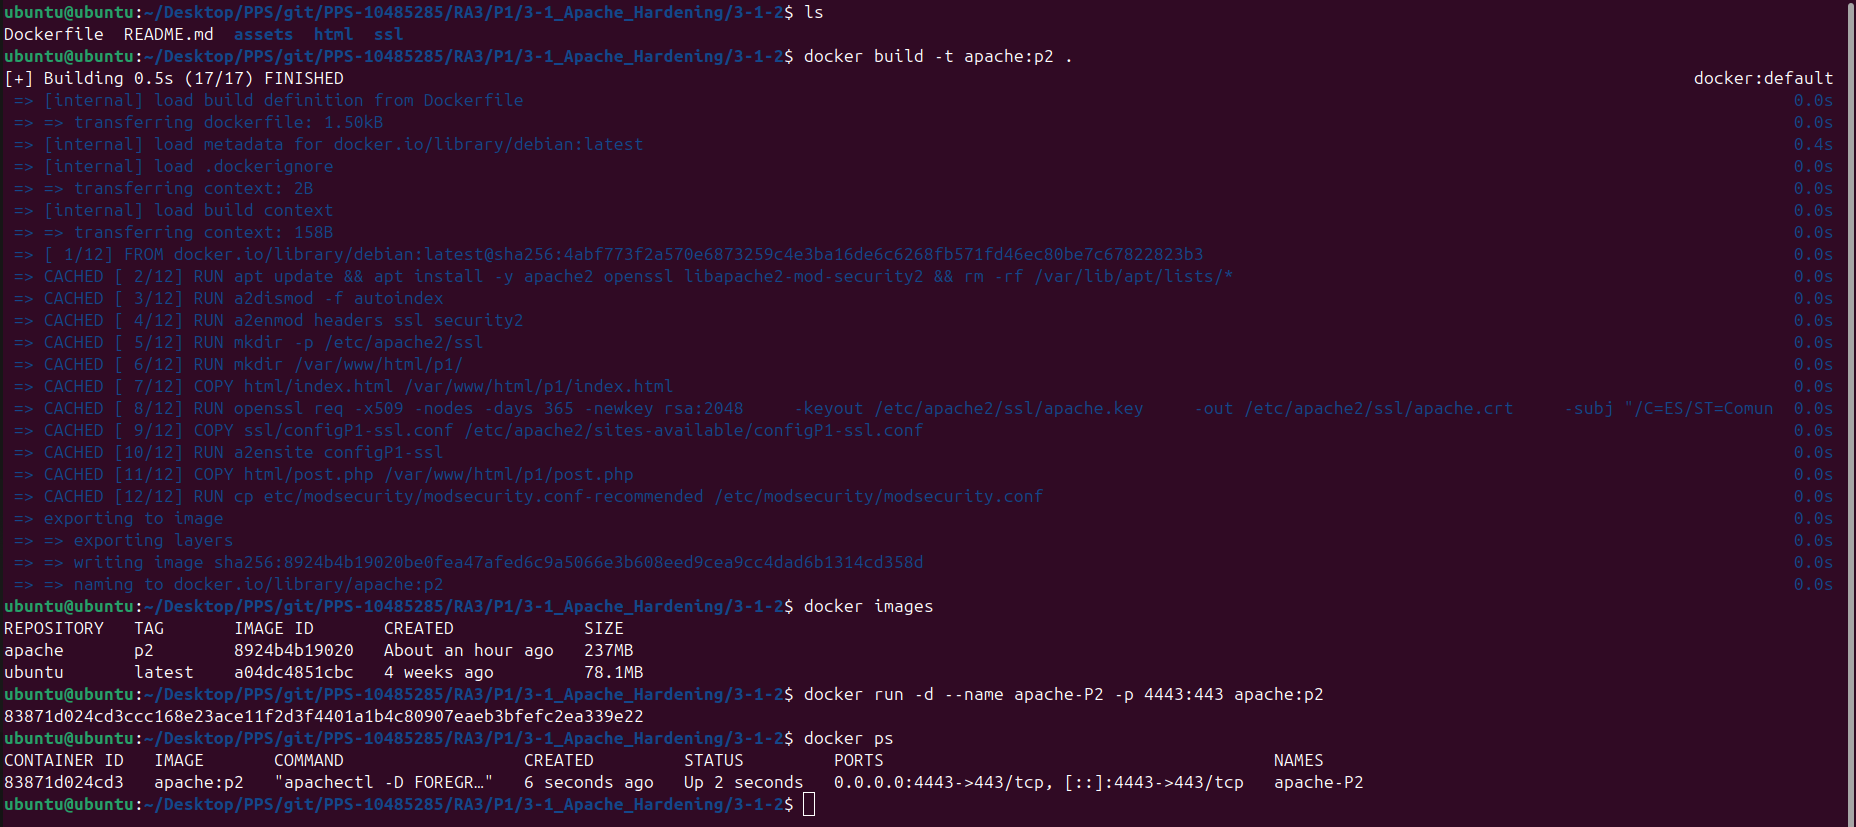 ubuntu@ubuntu:~/Desktop/PPS/git/PPS-10485285/RA3/P1/3-1_Apache_Hardening/3-1-2$ ls
Dockerfile  README.md  assets  html  ssl
ubuntu@ubuntu:~/Desktop/PPS/git/PPS-10485285/RA3/P1/3-1_Apache_Hardening/3-1-2$ docker build -t apache:p2 .
[+] Building 0.5s (17/17) FINISHED docker:default
=> [internal] load build definition from Dockerfile 0.0s
=> => transferring dockerfile: 1.50kB 0.0s
=> [internal] load metadata for docker.io/library/debian:latest 0.4s
=> [internal] load .dockerignore 0.0s
=> => transferring context: 2B 0.0s
=> [internal] load build context 0.0s
=> => transferring context: 158B 0.0s
=> [ 1/12] FROM docker.io/library/debian:latest@sha256:4abf773f2a570e6873259c4e3ba16de6c6268fb571fd46ec80be7c67822823b3 0.0s
=> CACHED [ 2/12] RUN apt update && apt install -y apache2 openssl libapache2-mod-security2 && rm -rf /var/lib/apt/lists/* 0.0s
=> CACHED [ 3/12] RUN a2dismod -f autoindex 0.0s
=> CACHED [ 4/12] RUN a2enmod headers ssl security2 0.0s
=> CACHED [ 5/12] RUN mkdir -p /etc/apache2/ssl 0.0s
=> CACHED [ 6/12] RUN mkdir /var/www/html/p1/ 0.0s
=> CACHED [ 7/12] COPY html/index.html /var/www/html/p1/index.html 0.0s
=> CACHED [ 8/12] RUN openssl req -x509 -nodes -days 365 -newkey rsa:2048     -keyout /etc/apache2/ssl/apache.key     -out /etc/apache2/ssl/apache.crt     -subj "/C=ES/ST=Comun 0.0s
=> CACHED [ 9/12] COPY ssl/configP1-ssl.conf /etc/apache2/sites-available/configP1-ssl.conf 0.0s
=> CACHED [10/12] RUN a2ensite configP1-ssl 0.0s
=> CACHED [11/12] COPY html/post.php /var/www/html/p1/post.php 0.0s
=> CACHED [12/12] RUN cp etc/modsecurity/modsecurity.conf-recommended /etc/modsecurity/modsecurity.conf 0.0s
=> exporting to image 0.0s
=> => exporting layers 0.0s
=> => writing image sha256:8924b4b19020be0fea47afed6c9a5066e3b608eed9cea9cc4dad6b1314cd358d 0.0s
=> => naming to docker.io/library/apache:p2 0.0s
ubuntu@ubuntu:~/Desktop/PPS/git/PPS-10485285/RA3/P1/3-1_Apache_Hardening/3-1-2$ docker images
REPOSITORY   TAG       IMAGE ID       CREATED             SIZE
apache       p2        8924b4b19020   About an hour ago   237MB
ubuntu       latest    a04dc4851cbc   4 weeks ago         78.1MB
ubuntu@ubuntu:~/Desktop/PPS/git/PPS-10485285/RA3/P1/3-1_Apache_Hardening/3-1-2$ docker run -d --name apache-P2 -p 4443:443 apache:p2
83871d024cd3ccc168e23ace11f2d3f4401a1b4c80907eaeb3bfefc2ea339e22
ubuntu@ubuntu:~/Desktop/PPS/git/PPS-10485285/RA3/P1/3-1_Apache_Hardening/3-1-2$ docker ps
CONTAINER ID   IMAGE       COMMAND                  CREATED         STATUS         PORTS                                       NAMES
83871d024cd3   apache:p2   "apachectl -D FOREGR…"   6 seconds ago   Up 2 seconds   0.0.0.0:4443->443/tcp, [::]:4443->443/tcp   apache-P2
ubuntu@ubuntu:~/Desktop/PPS/git/PPS-10485285/RA3/P1/3-1_Apache_Hardening/3-1-2$